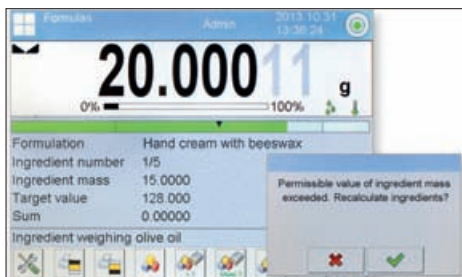 Formulas Admin 2013.10.31
13:36:24
20.00011 g
0% 100%
Formulation Hand cream with beeswax
Ingredient number 1/5
Ingredient mass 15.0000
Target value 128.000
Sum 0.00000
Permissible value of ingredient mass
exceeded. Recalculate ingredients?
Ingredient weighing olive oil